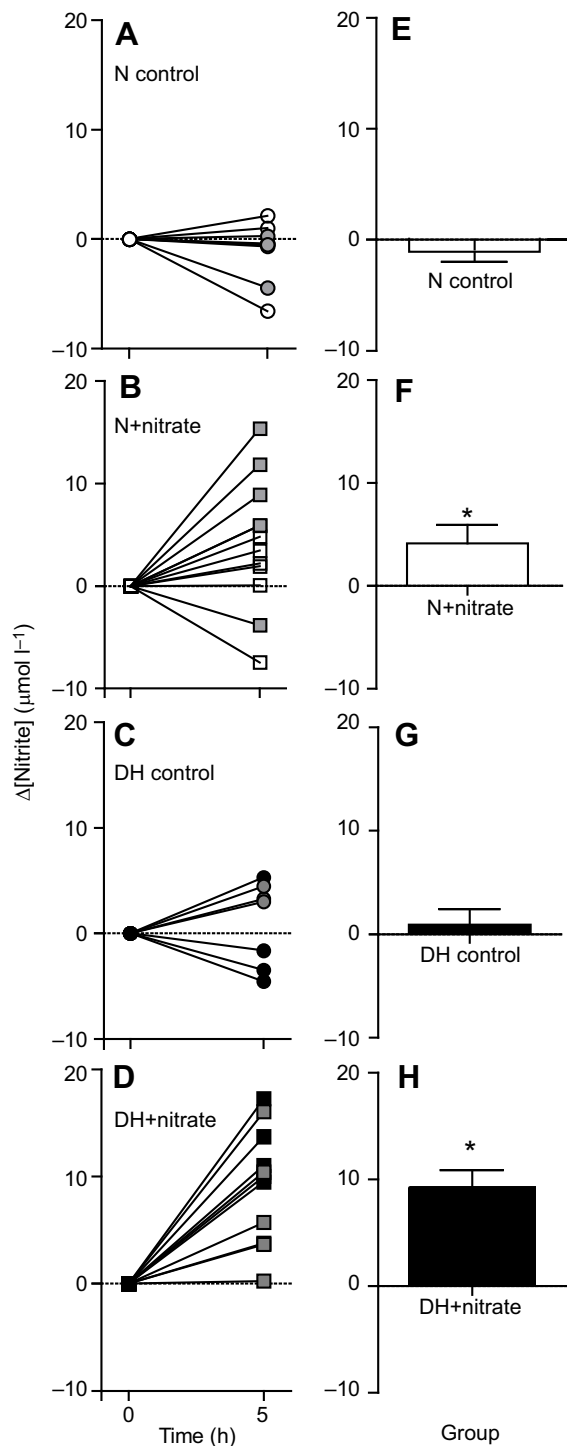 A
N control
20
10
0
–10
E
20
10
0
–10
N control
B
N+nitrate
20
10
0
–10
F
20
10
0
–10
*
N+nitrate
Δ[Nitrite] (μmol l–1)
C
DH control
20
10
0
–10
G
20
10
0
–10
DH control
D
DH+nitrate
20
10
0
–10
0
5
Time (h)
H
20
10
0
–10
*
DH+nitrate
Group